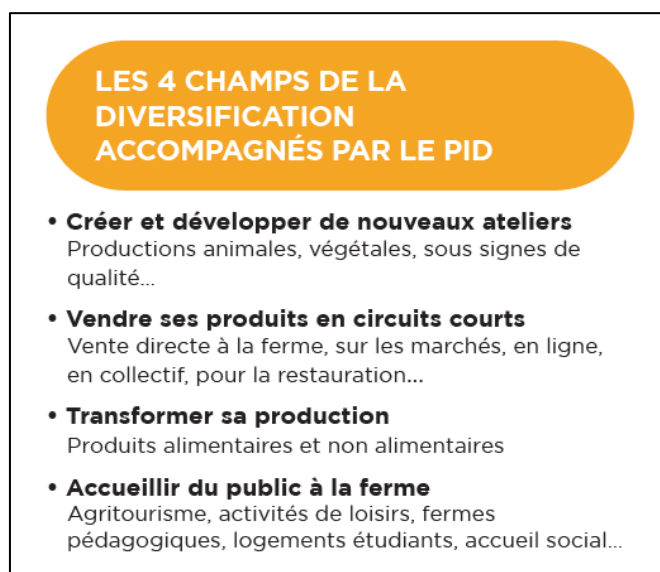 LES 4 CHAMPS DE LA
DIVERSIFICATION
ACCOMPAGNÉS PAR LE PID
• Créer et développer de nouveaux ateliers
Productions animales, végétales, sous signes de
qualité...
• Vendre ses produits en circuits courts
Vente directe à la ferme, sur les marchés, en ligne,
en collectif, pour la restauration...
• Transformer sa production
Produits alimentaires et non alimentaires
• Accueillir du public à la ferme
Agritourisme, activités de loisirs, fermes
pédagogiques, logements étudiants, accueil social...